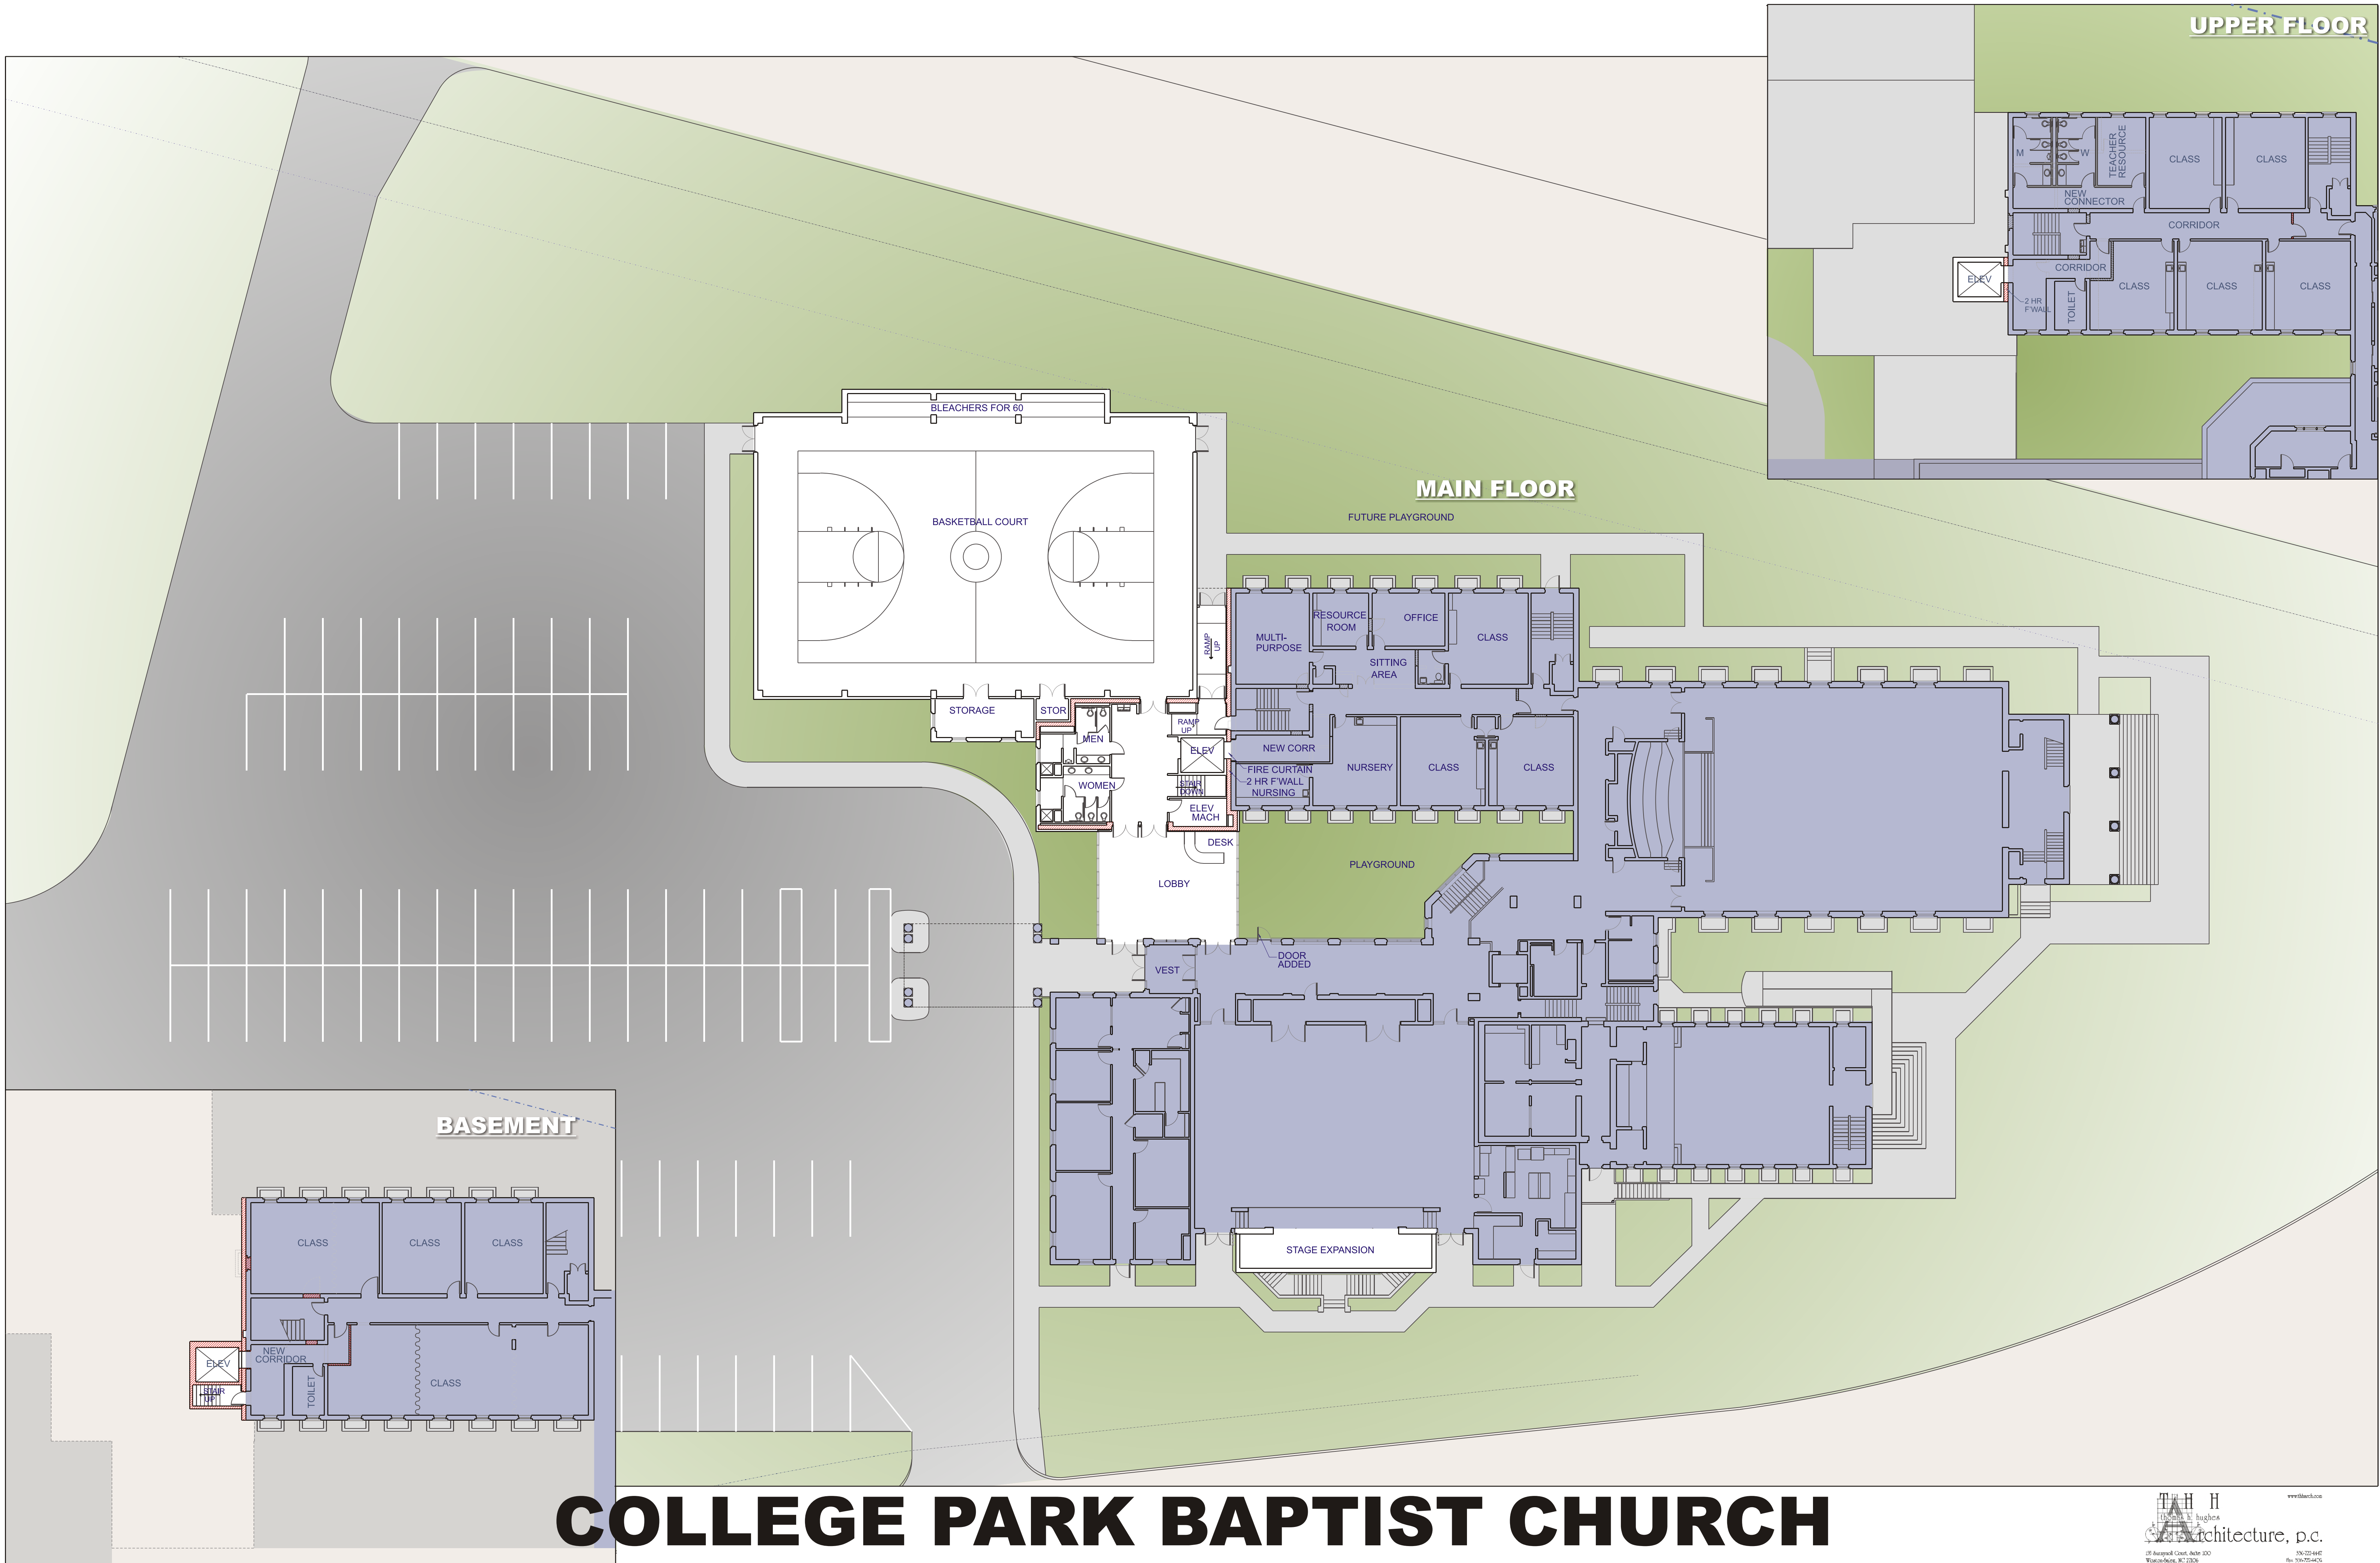 UPPER FLOOR
M
W
TEACHER
RESOURCE
CLASS
CLASS
NEW
CONNECTOR
CORRIDOR
CORRIDOR
ELEV
2 HR
F'WALL
TOILET
CLASS
CLASS
CLASS
MAIN FLOOR
FUTURE PLAYGROUND
BLEACHERS FOR 60
BASKETBALL COURT
RAMP
UP
MULTI-
PURPOSE
RESOURCE
ROOM
OFFICE
CLASS
SITTING
AREA
STORAGE
STOR
MEN
RAMP
UP
ELEV
NEW CORR
FIRE CURTAIN
2 HR F'WALL
NURSING
NURSERY
CLASS
CLASS
WOMEN
STAIR
DOWN
ELEV
MACH
DESK
LOBBY
PLAYGROUND
VEST
DOOR
ADDED
STAGE EXPANSION
BASEMENT
CLASS
CLASS
CLASS
NEW
CORRIDOR
ELEV
STAIR
UP
TOILET
CLASS
COLLEGE PARK BAPTIST CHURCH
T H H
thomas h. hughes
Architecture, p.c.